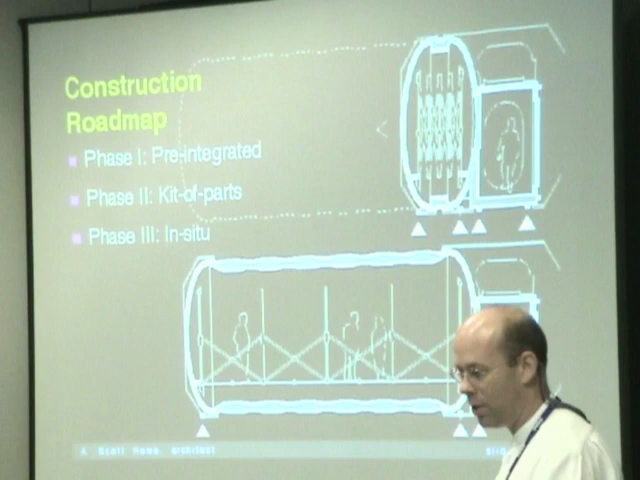 Construction
Roadmap
Phase I: Pre-integrated
Phase II: Kit-of-parts
Phase III: In-situ
A. Scott Howe, architect